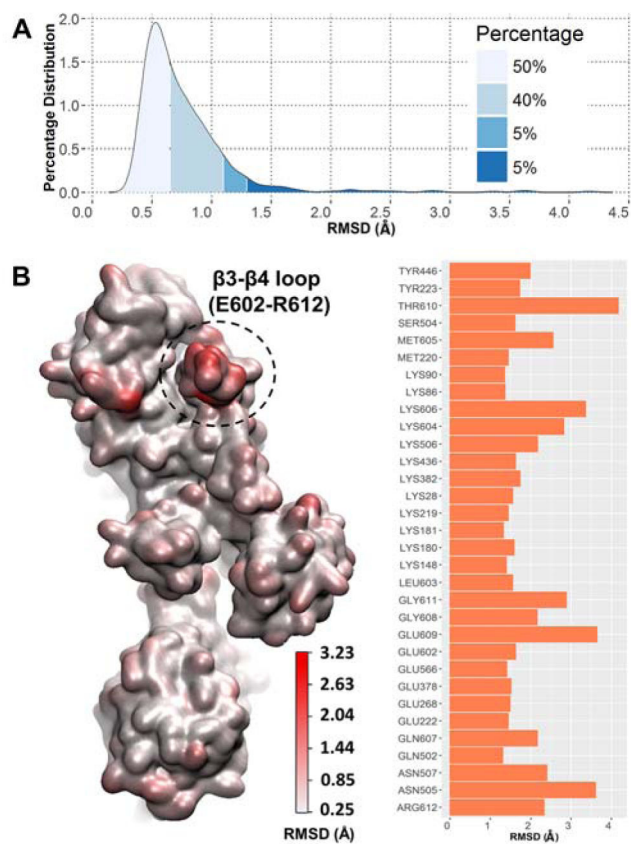 A
Percentage Distribution
2.0
1.5
1.0
0.5
0.0
0.0 0.5 1.0 1.5 2.0 2.5 3.0 3.5 4.0 4.5
RMSD (Å)
Percentage
50%
40%
5%
5%
B
β3-β4 loop
(E602-R612)
3.23
2.63
2.04
1.44
0.85
0.25
RMSD (Å)
TYR446
TYR223
THR610
SER504
MET605
MET220
LYS90
LYS86
LYS606
LYS604
LYS506
LYS436
LYS382
LYS28
LYS219
LYS181
LYS180
LYS148
LEU603
GLY611
GLY608
GLU609
GLU602
GLU566
GLU378
GLU268
GLU222
GLN607
GLN502
ASN507
ASN505
ARG612
0 1 2 3 4
RMSD (Å)